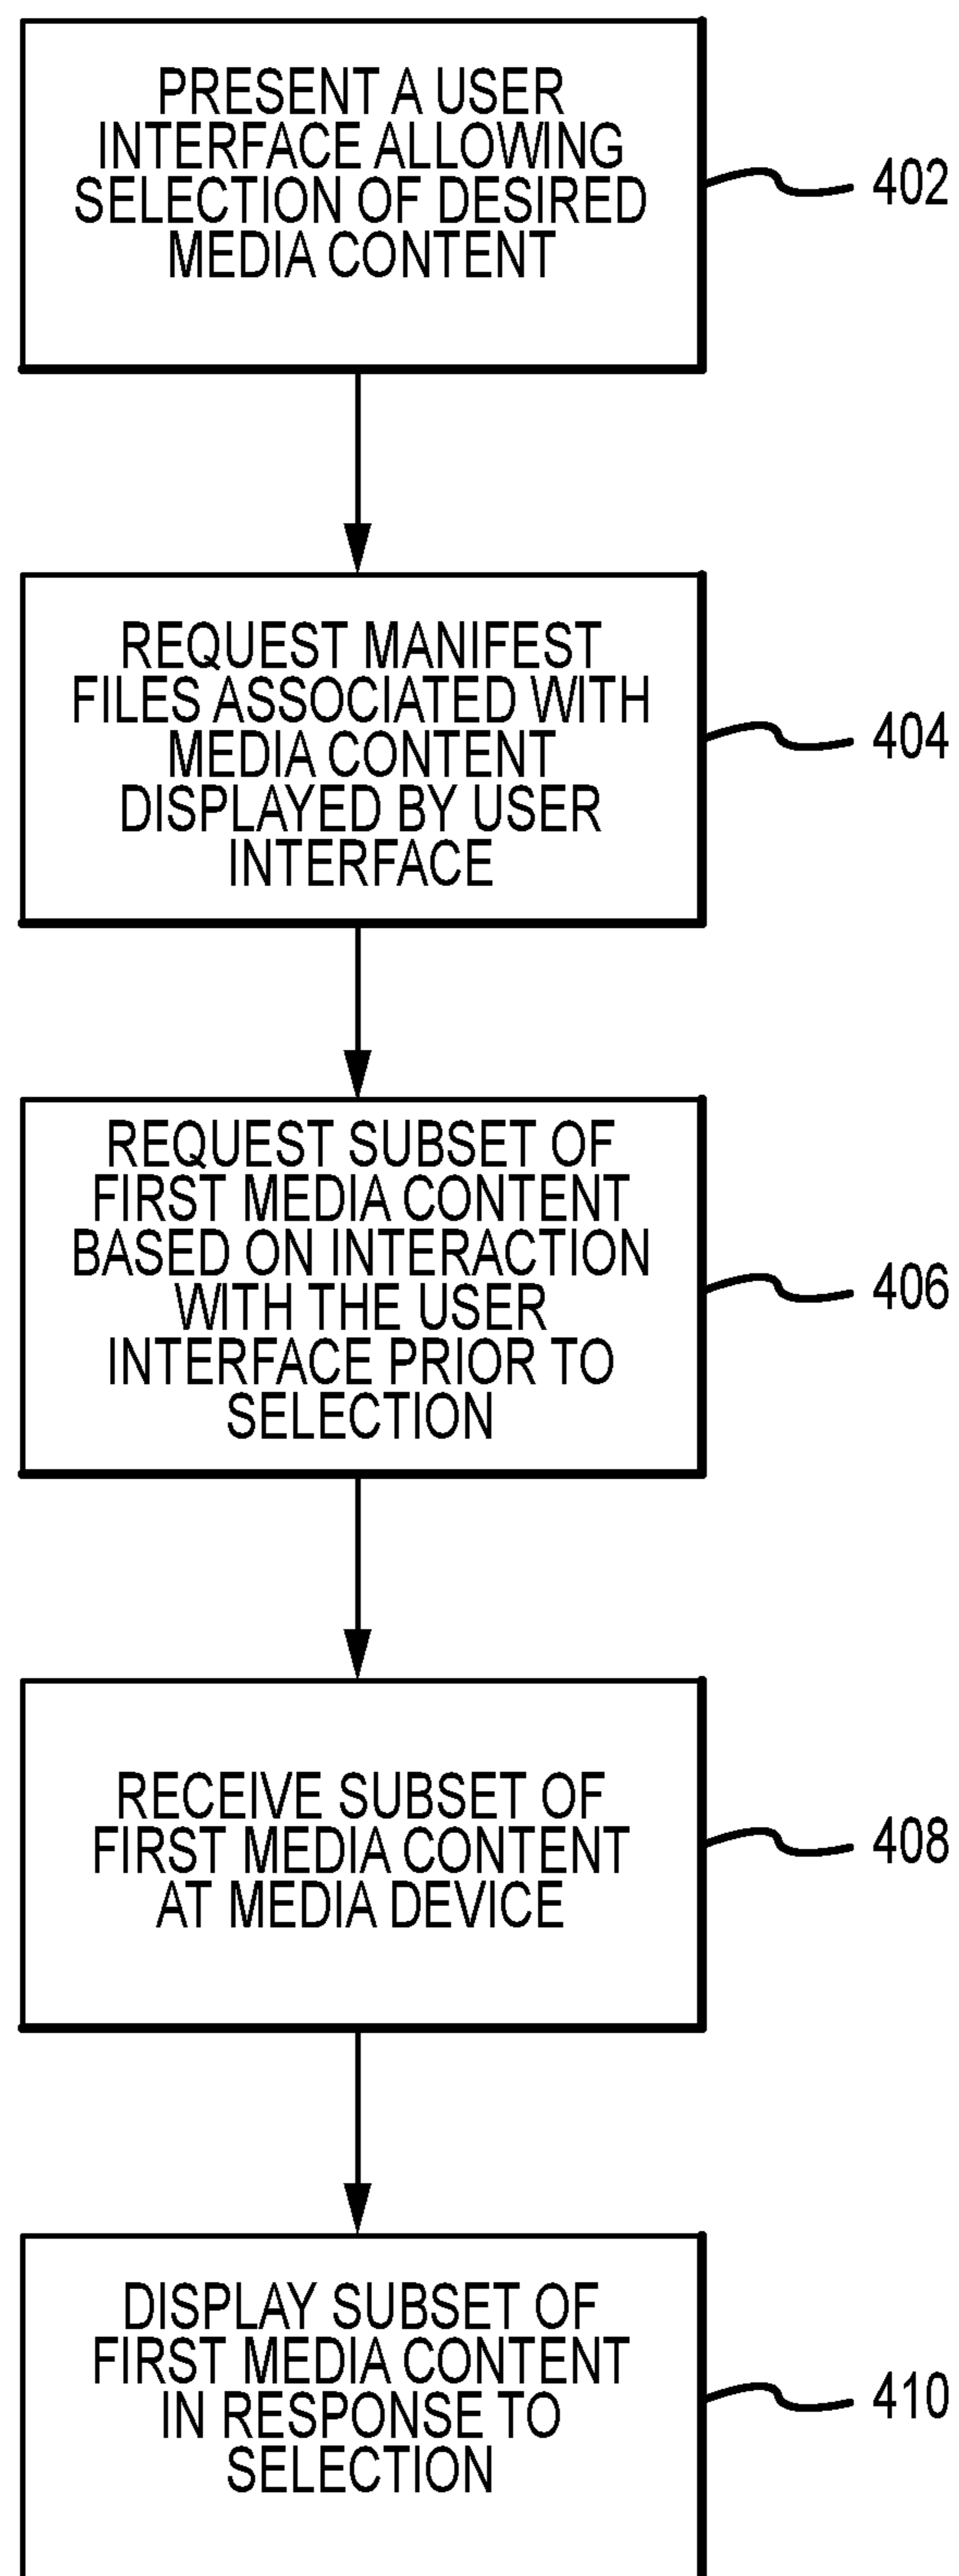 PRESENT A USER
INTERFACE ALLOWING
SELECTION OF DESIRED
MEDIA CONTENT
402
REQUEST MANIFEST
FILES ASSOCIATED WITH
MEDIA CONTENT
DISPLAYED BY USER
INTERFACE
404
REQUEST SUBSET OF
FIRST MEDIA CONTENT
BASED ON INTERACTION
WITH THE USER
INTERFACE PRIOR TO
SELECTION
406
RECEIVE SUBSET OF
FIRST MEDIA CONTENT
AT MEDIA DEVICE
408
DISPLAY SUBSET OF
FIRST MEDIA CONTENT
IN RESPONSE TO
SELECTION
410